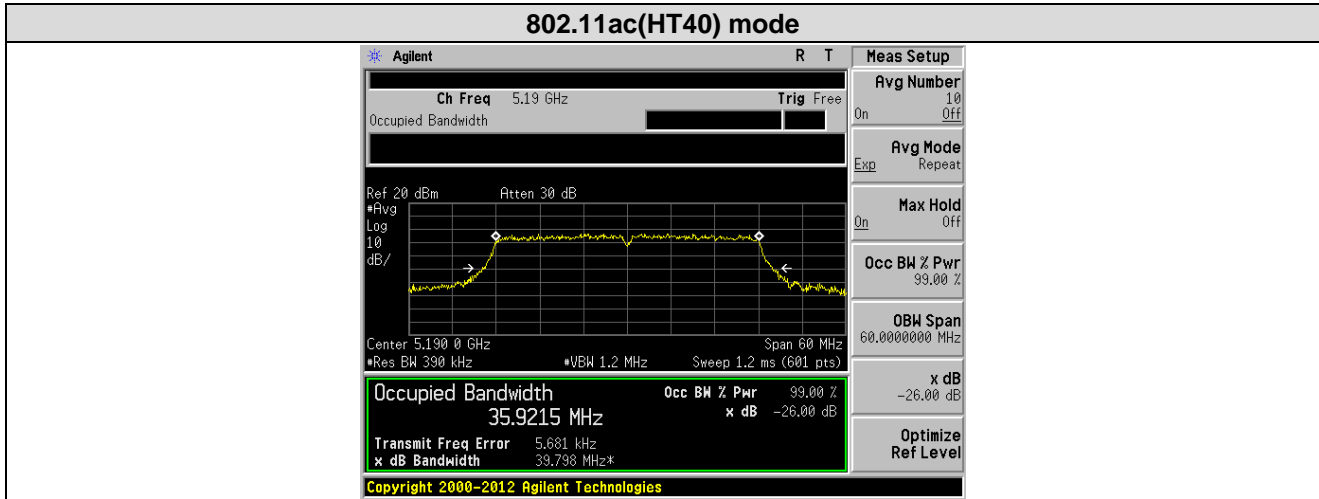 802.11ac(HT40) mode
Agilent R T
Ch Freq 5.19 GHz Trig Free
Occupied Bandwidth
Ref 20 dBm Atten 30 dB
#Avg
Log
10
dB/
Center 5.190 0 GHz Span 60 MHz
#Res BW 390 kHz #VBW 1.2 MHz Sweep 1.2 ms (601 pts)
Occupied Bandwidth Occ BW % Pwr 99.00 %
35.9215 MHz x dB -26.00 dB
Transmit Freq Error 5.681 kHz
x dB Bandwidth 39.798 MHz*
Copyright 2000-2012 Agilent Technologies
Meas Setup
Avg Number
10
On Off
Avg Mode
Exp Repeat
Max Hold
On Off
Occ BW % Pwr
99.00 %
OBW Span
60.0000000 MHz
x dB
-26.00 dB
Optimize
Ref Level